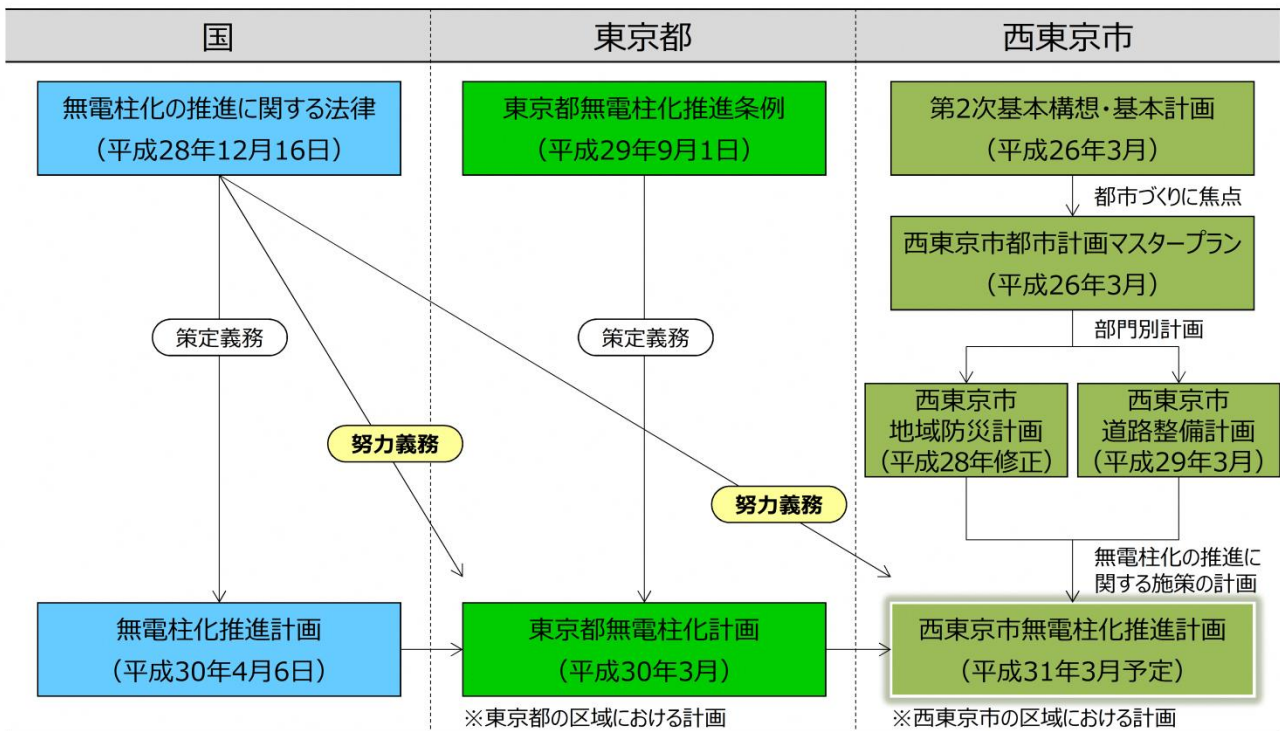 国
東京都
西東京市
無電柱化の推進に関する法律
（平成28年12月16日）
東京都無電柱化推進条例
（平成29年9月1日）
第2次基本構想・基本計画
（平成26年3月）
都市づくりに焦点
西東京市都市計画マスタープラン
（平成26年3月）
部門別計画
策定義務
策定義務
西東京市
地域防災計画
（平成28年修正）
西東京市
道路整備計画
（平成29年3月）
努力義務
努力義務
無電柱化の推進に
関する施策の計画
無電柱化推進計画
（平成30年4月6日）
東京都無電柱化計画
（平成30年3月）
西東京市無電柱化推進計画
（平成31年3月予定）
※東京都の区域における計画
※西東京市の区域における計画